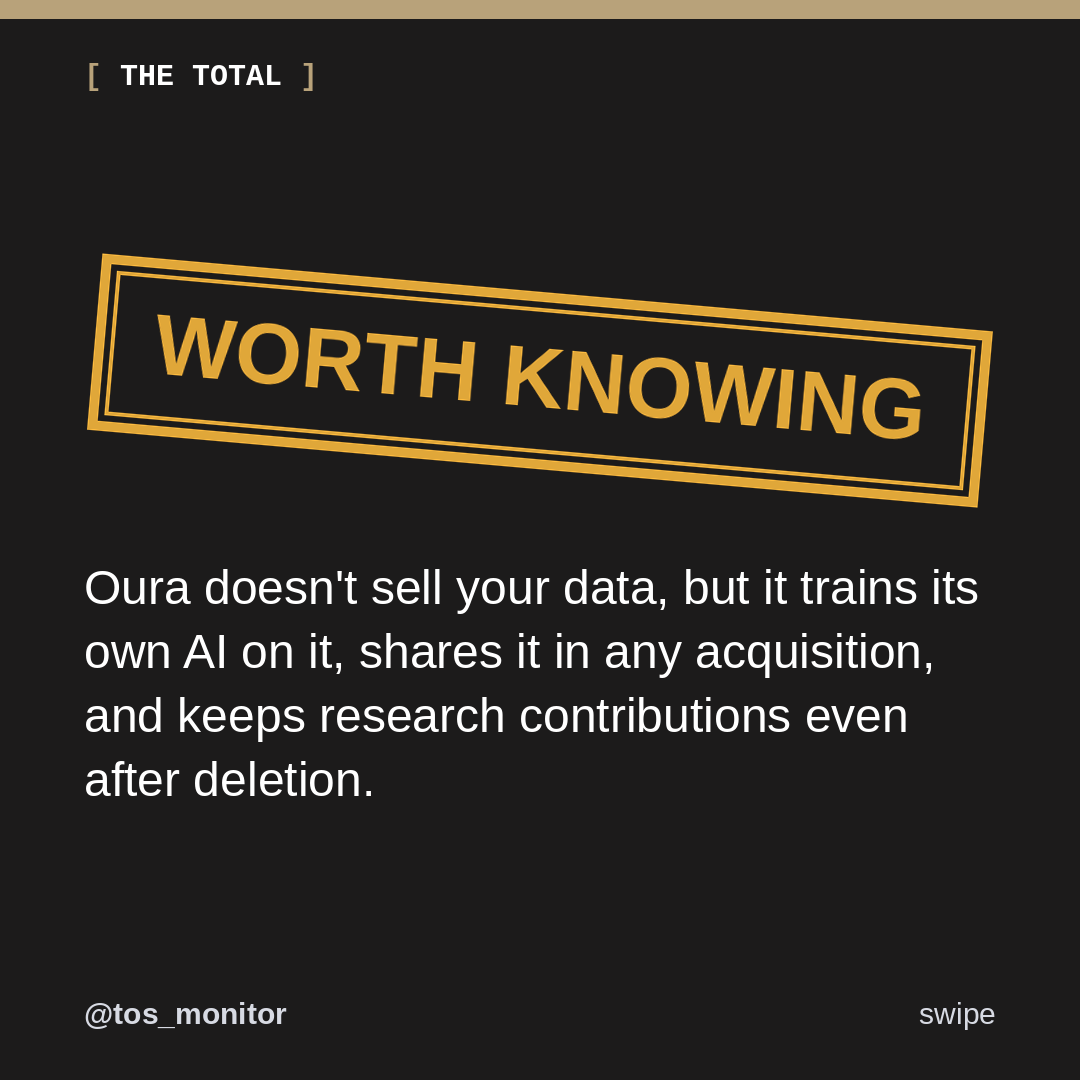 [ THE TOTAL ]
WORTH KNOWING
Oura doesn't sell your data, but it trains its
own AI on it, shares it in any acquisition,
and keeps research contributions even
after deletion.
@tos_monitor
swipe